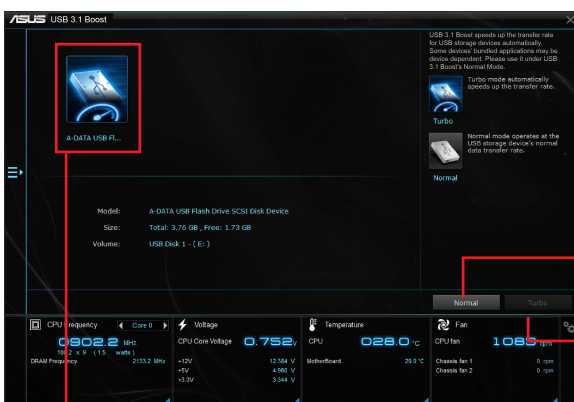 ASUS USB 3.1 Boost
USB 3.1 Boost speeds up the transfer rate
for USB storage devices automatically.
Some devices' bundled applications may be
device dependent. Please use it under USB
3.1 Boost's Normal Mode.
Turbo mode automatically
speeds up the transfer rate.
Turbo
Normal mode operates at the
USB storage device's normal
data transfer rate.
Normal
A-DATA USB Fl...
Model: A-DATA USB Flash Drive SCSI Disk Device
Size: Total: 3.76 GB , Free: 1.73 GB
Volume: USB Disk 1 - ( E: )
Normal Turbo
CPU Frequency Core 0
0902.2 MHz
100.2 x 9 (1.5 watts)
DRAM Frequency 2133.2 MHz
Voltage
CPU Core Voltage 0.752v
+12V 12.384 V
+5V 4.960 V
+3.3V 3.344 V
Temperature
CPU 028.0 °C
MotherBoard 29.0 °C
Fan
CPU fan 1085 rpm
Chassis fan 1 0 rpm
Chassis fan 2 0 rpm